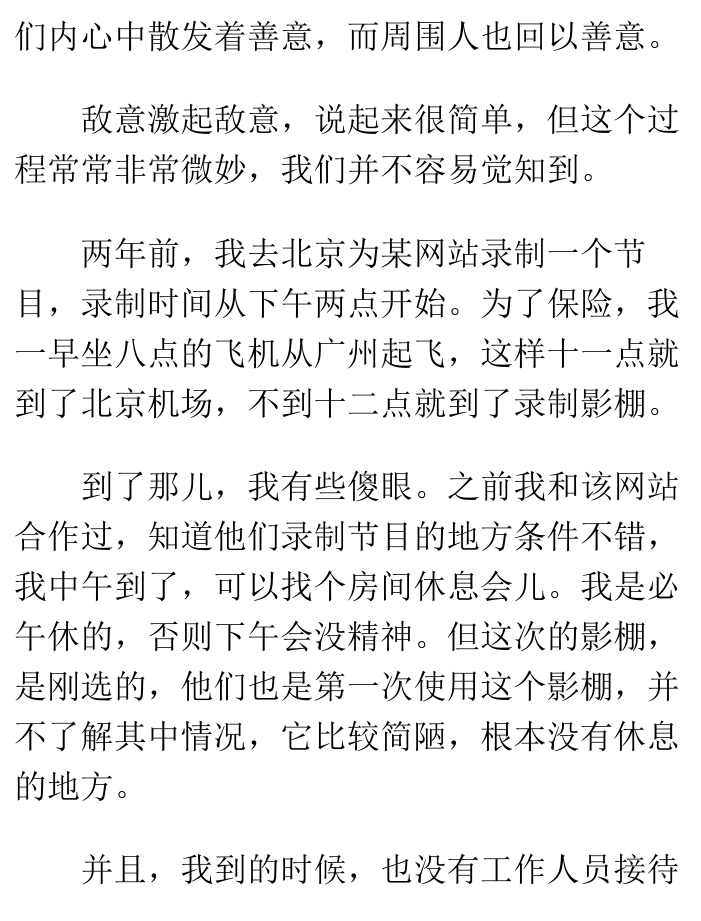 们内心中散发着善意，而周围人也回以善意。
敌意激起敌意，说起来很简单，但这个过
程常常非常微妙，我们并不容易觉知到。
两年前，我去北京为某网站录制一个节
目，录制时间从下午两点开始。为了保险，我
一早坐八点的飞机从广州起飞，这样十一点就
到了北京机场，不到十二点就到了录制影棚。
到了那儿，我有些傻眼。之前我和该网站
合作过，知道他们录制节目的地方条件不错，
我中午到了，可以找个房间休息会儿。我是必
午休的，否则下午会没精神。但这次的影棚，
是刚选的，他们也是第一次使用这个影棚，并
不了解其中情况，它比较简陋，根本没有休息
的地方。
并且，我到的时候，也没有工作人员接待